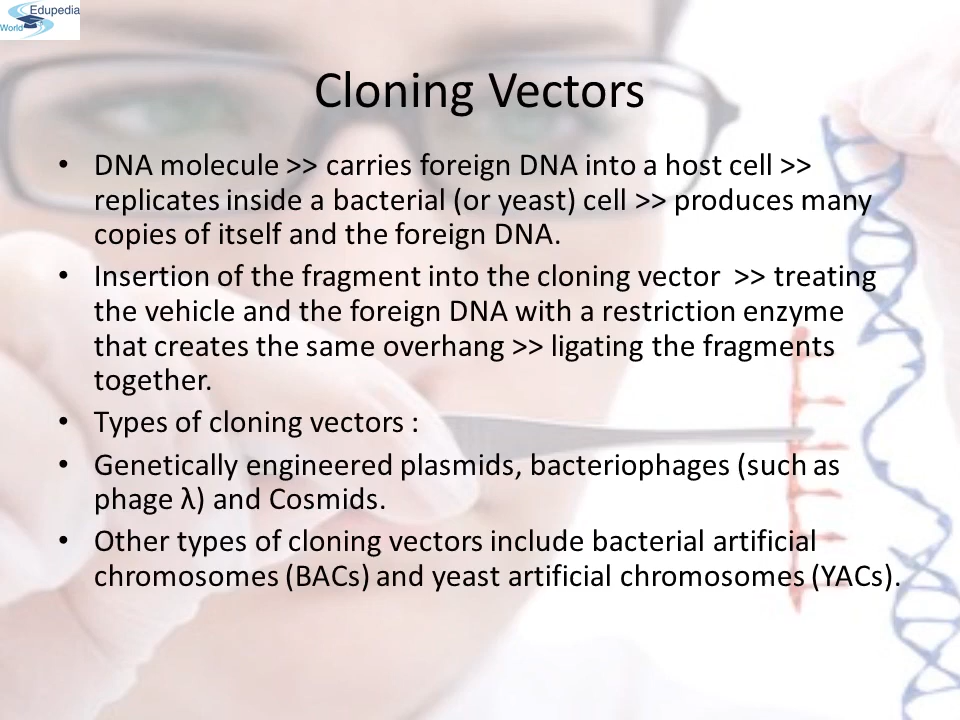 Edupedia
World
Cloning Vectors
• DNA molecule >> carries foreign DNA into a host cell >>
replicates inside a bacterial (or yeast) cell >> produces many
copies of itself and the foreign DNA.
• Insertion of the fragment into the cloning vector >> treating
the vehicle and the foreign DNA with a restriction enzyme
that creates the same overhang >> ligating the fragments
together.
• Types of cloning vectors :
• Genetically engineered plasmids, bacteriophages (such as
phage λ) and Cosmids.
• Other types of cloning vectors include bacterial artificial
chromosomes (BACs) and yeast artificial chromosomes (YACs).